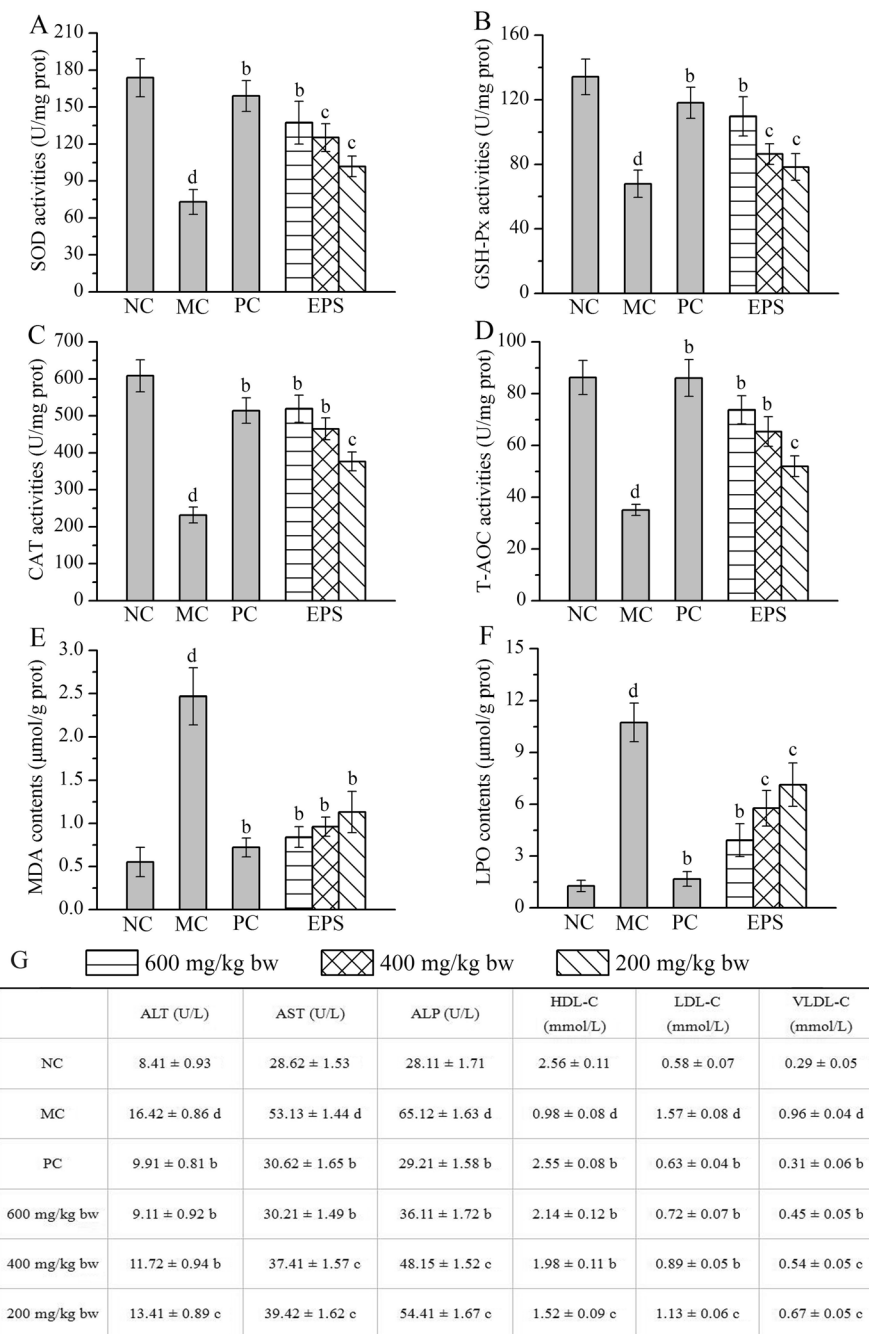 A
SOD activities (U/mg prot)
210
180
150
120
90
60
30
0
b
b
c
c
d
NC MC PC EPS
B
GSH-Px activities (U/mg prot)
160
120
80
40
0
b
b
c
c
d
NC MC PC EPS
C
CAT activities (U/mg prot)
700
600
500
400
300
200
100
0
b
b
b
c
d
NC MC PC EPS
D
T-AOC activities (U/mg prot)
100
80
60
40
20
0
b
b
b
c
d
NC MC PC EPS
E
MDA contents (μmol/g prot)
3.0
2.5
2.0
1.5
1.0
0.5
0.0
d
b
b
b
b
NC MC PC EPS
F
LPO contents (μmol/g prot)
15
12
9
6
3
0
d
b
b
c
c
NC MC PC EPS
G 600 mg/kg bw 400 mg/kg bw 200 mg/kg bw
ALT (U/L) AST (U/L) ALP (U/L) HDL-C (mmol/L) LDL-C (mmol/L) VLDL-C (mmol/L)
NC 8.41 ± 0.93 28.62 ± 1.53 28.11 ± 1.71 2.56 ± 0.11 0.58 ± 0.07 0.29 ± 0.05
MC 16.42 ± 0.86 d 53.13 ± 1.44 d 65.12 ± 1.63 d 0.98 ± 0.08 d 1.57 ± 0.08 d 0.96 ± 0.04 d
PC 9.91 ± 0.81 b 30.62 ± 1.65 b 29.21 ± 1.58 b 2.55 ± 0.08 b 0.63 ± 0.04 b 0.31 ± 0.06 b
600 mg/kg bw 9.11 ± 0.92 b 30.21 ± 1.49 b 36.11 ± 1.72 b 2.14 ± 0.12 b 0.72 ± 0.07 b 0.45 ± 0.05 b
400 mg/kg bw 11.72 ± 0.94 b 37.41 ± 1.57 c 48.15 ± 1.52 c 1.98 ± 0.11 b 0.89 ± 0.05 b 0.54 ± 0.05 c
200 mg/kg bw 13.41 ± 0.89 c 39.42 ± 1.62 c 54.41 ± 1.67 c 1.52 ± 0.09 c 1.13 ± 0.06 c 0.67 ± 0.05 c